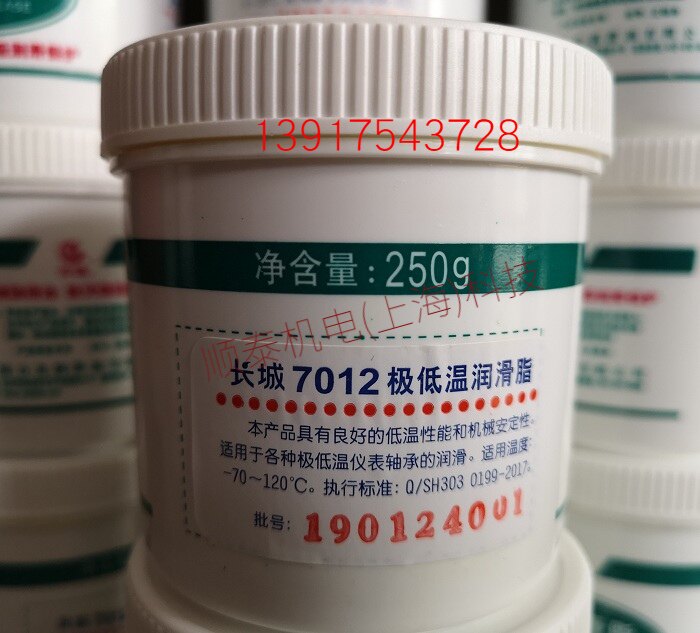 13917543728
净含量:250g
顺泰机电(上海)科技
长城 7012 极低温润滑脂
本产品具有良好的低温性能和机械安定性。
适用于各种极低温仪表轴承的润滑。适用温度:
-70～120℃。执行标准:Q/SH303 0199-2017。
批号: 190124001